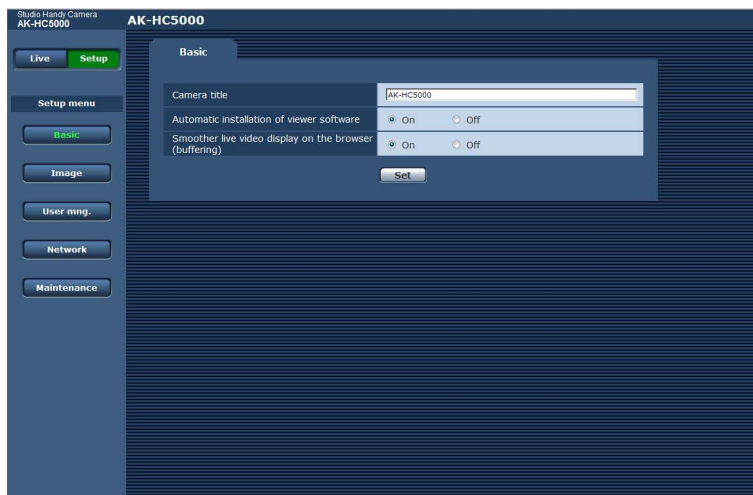 Studio Handy Camera
AK-HC5000
AK-HC5000
Live Setup
Basic
Setup menu
Camera title AK-HC5000
Automatic installation of viewer software On Off
Smoother live video display on the browser
(buffering) On Off
Set
Basic
Image
User mng.
Network
Maintenance